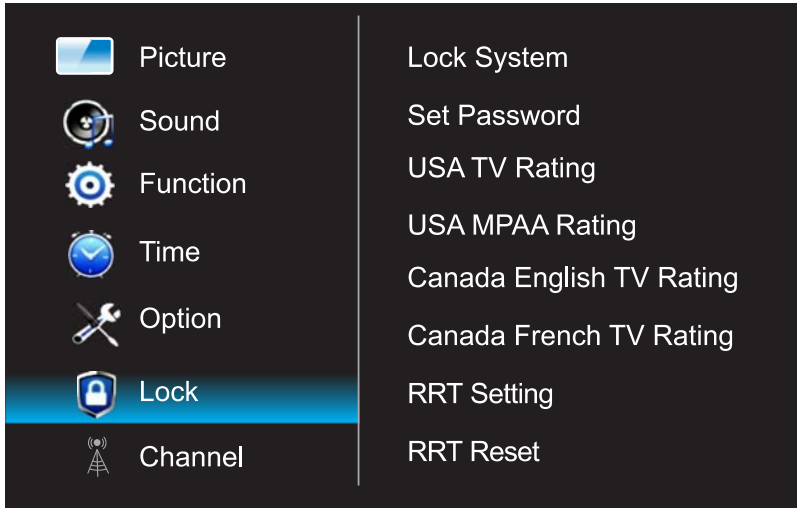 Picture
Sound
Function
Time
Option
Lock
Channel
Lock System
Set Password
USA TV Rating
USA MPAA Rating
Canada English TV Rating
Canada French TV Rating
RRT Setting
RRT Reset